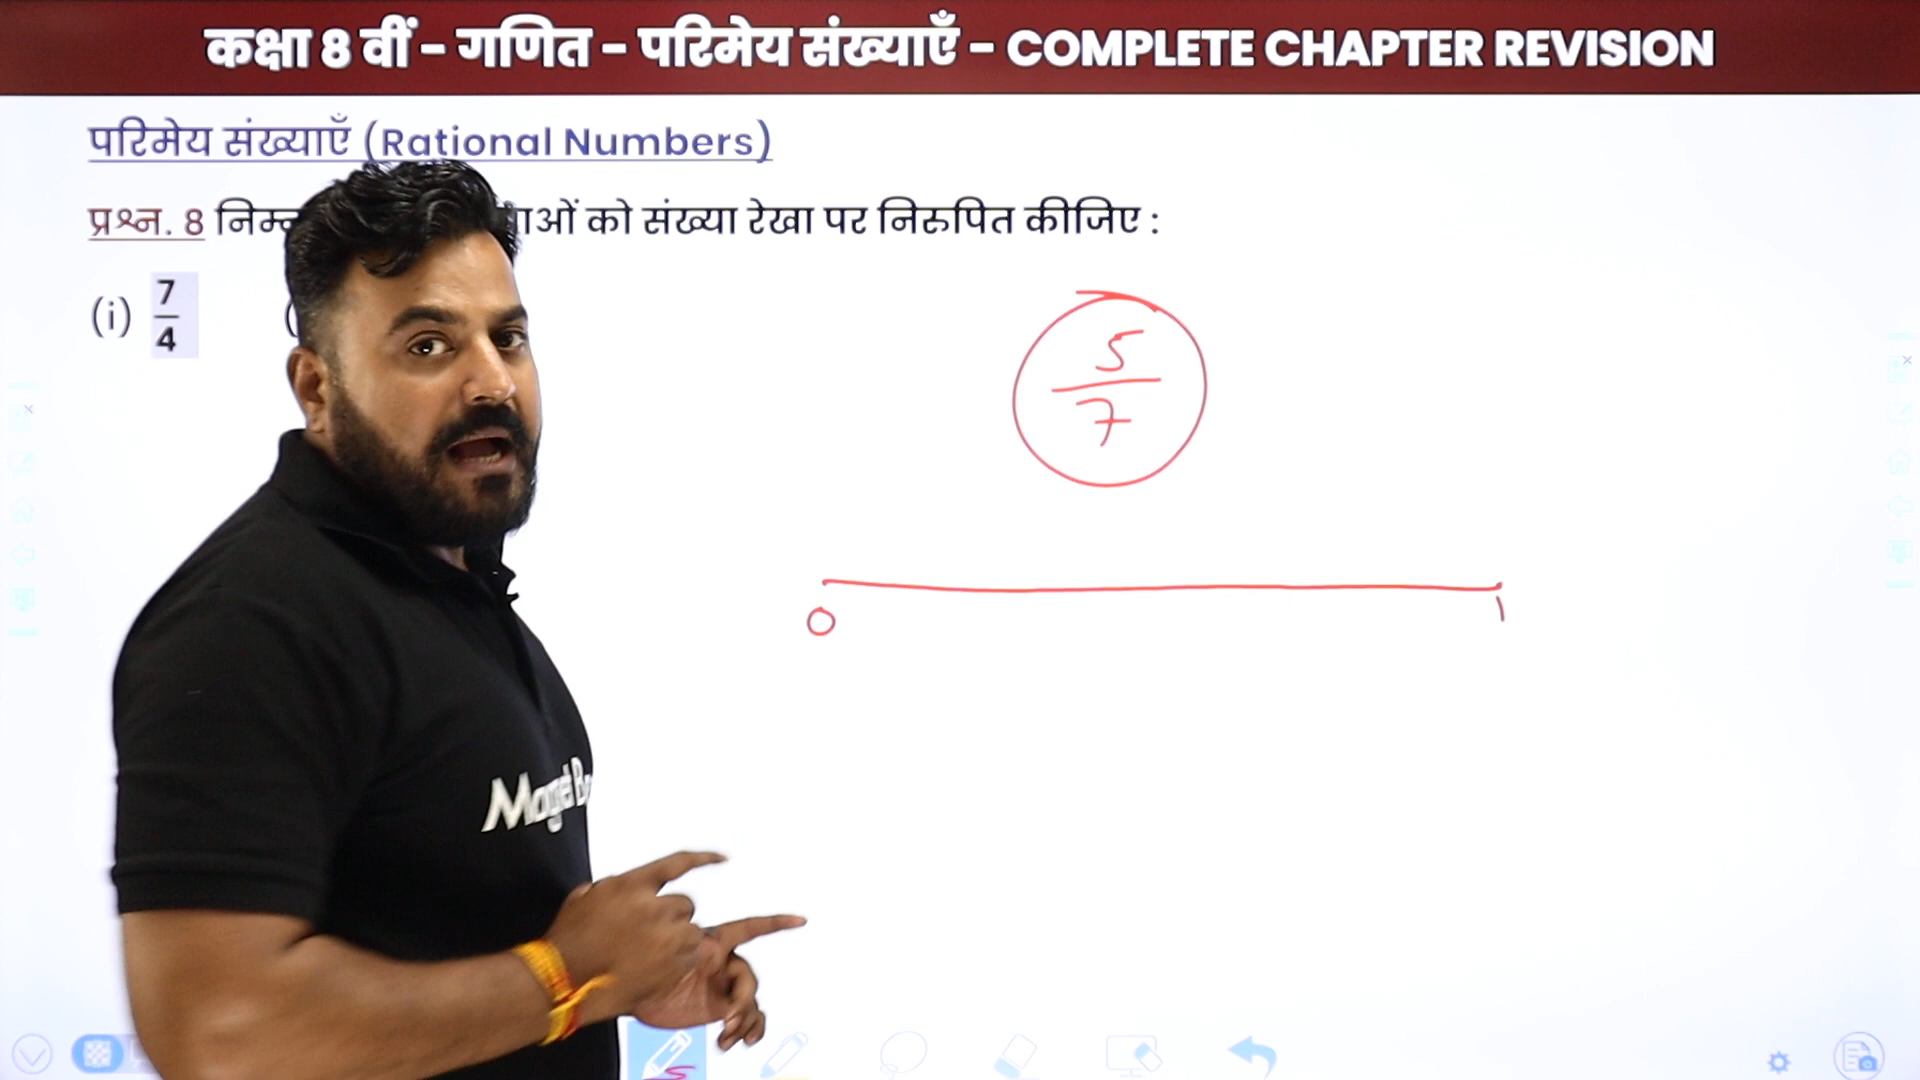 कक्षा 8 वीं - गणित - परिमेय संख्याएँ - COMPLETE CHAPTER REVISION
परिमेय संख्याएँ (Rational Numbers)
प्रश्न. 8 को संख्या रेखा पर निरुपित कीजिए :
(i) 7/4
5/7
0 1